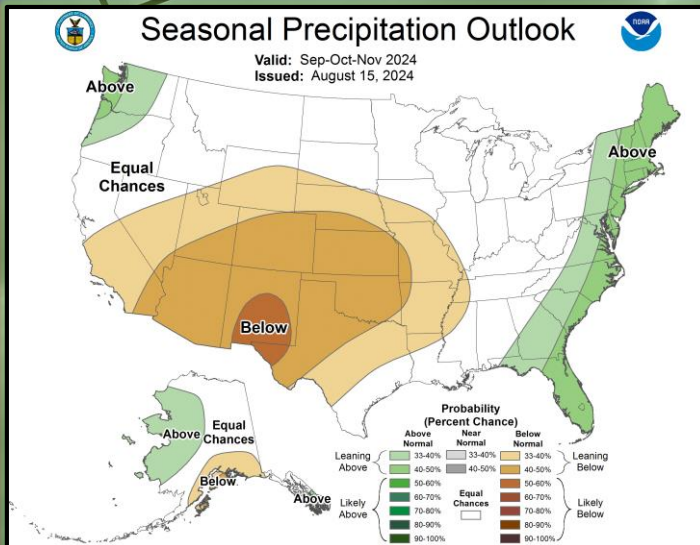 Seasonal Precipitation Outlook
NOAA
Valid: Sep-Oct-Nov 2024
Issued: August 15, 2024
Above
Equal
Chances
Above
Below
Above
Equal
Chances
Below
Above
Probability
(Percent Chance)
Above
Normal
Near
Normal
Below
Normal
Leaning
Above
33-40%
40-50%
33-40%
40-50%
33-40%
40-50%
Leaning
Below
Likely
Above
50-60%
60-70%
70-80%
80-90%
90-100%
Equal
Chances
50-60%
60-70%
70-80%
80-90%
90-100%
Likely
Below